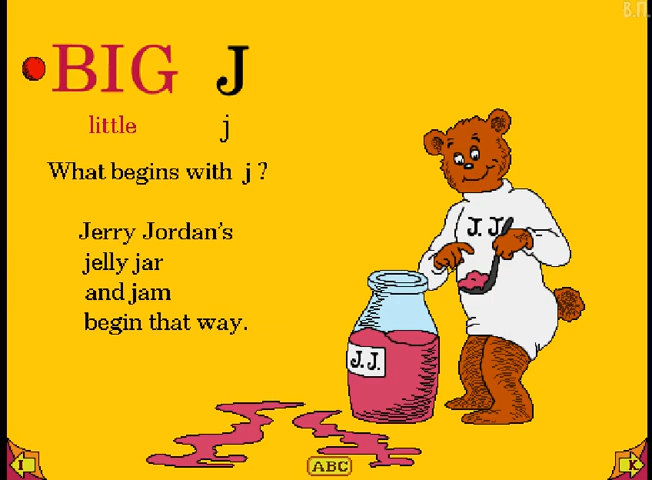 B.П.
BIG J
little j
What begins with j ?
Jerry Jordan's
jelly jar
and jam
begin that way.
J.J.
J.J.
I
ABC
K